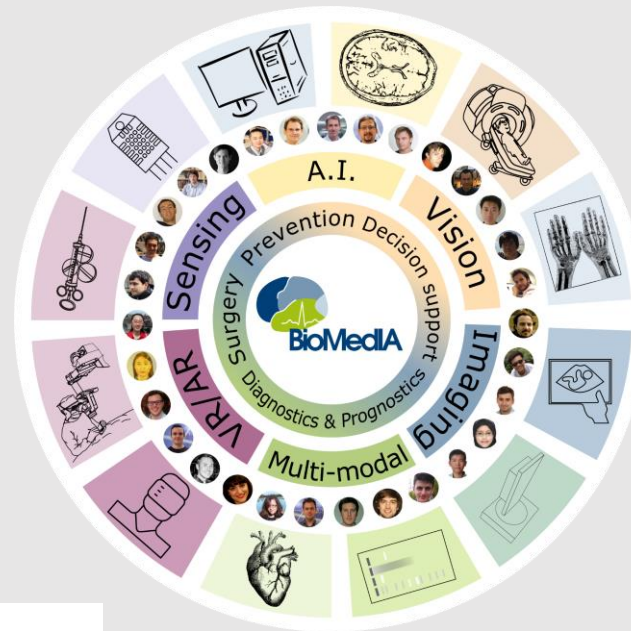 A.I.
Vision
Imaging
Multi-modal
VR/AR
Sensing
Prevention
Decision support
Diagnostics & Prognostics
Surgery
BioMedIA